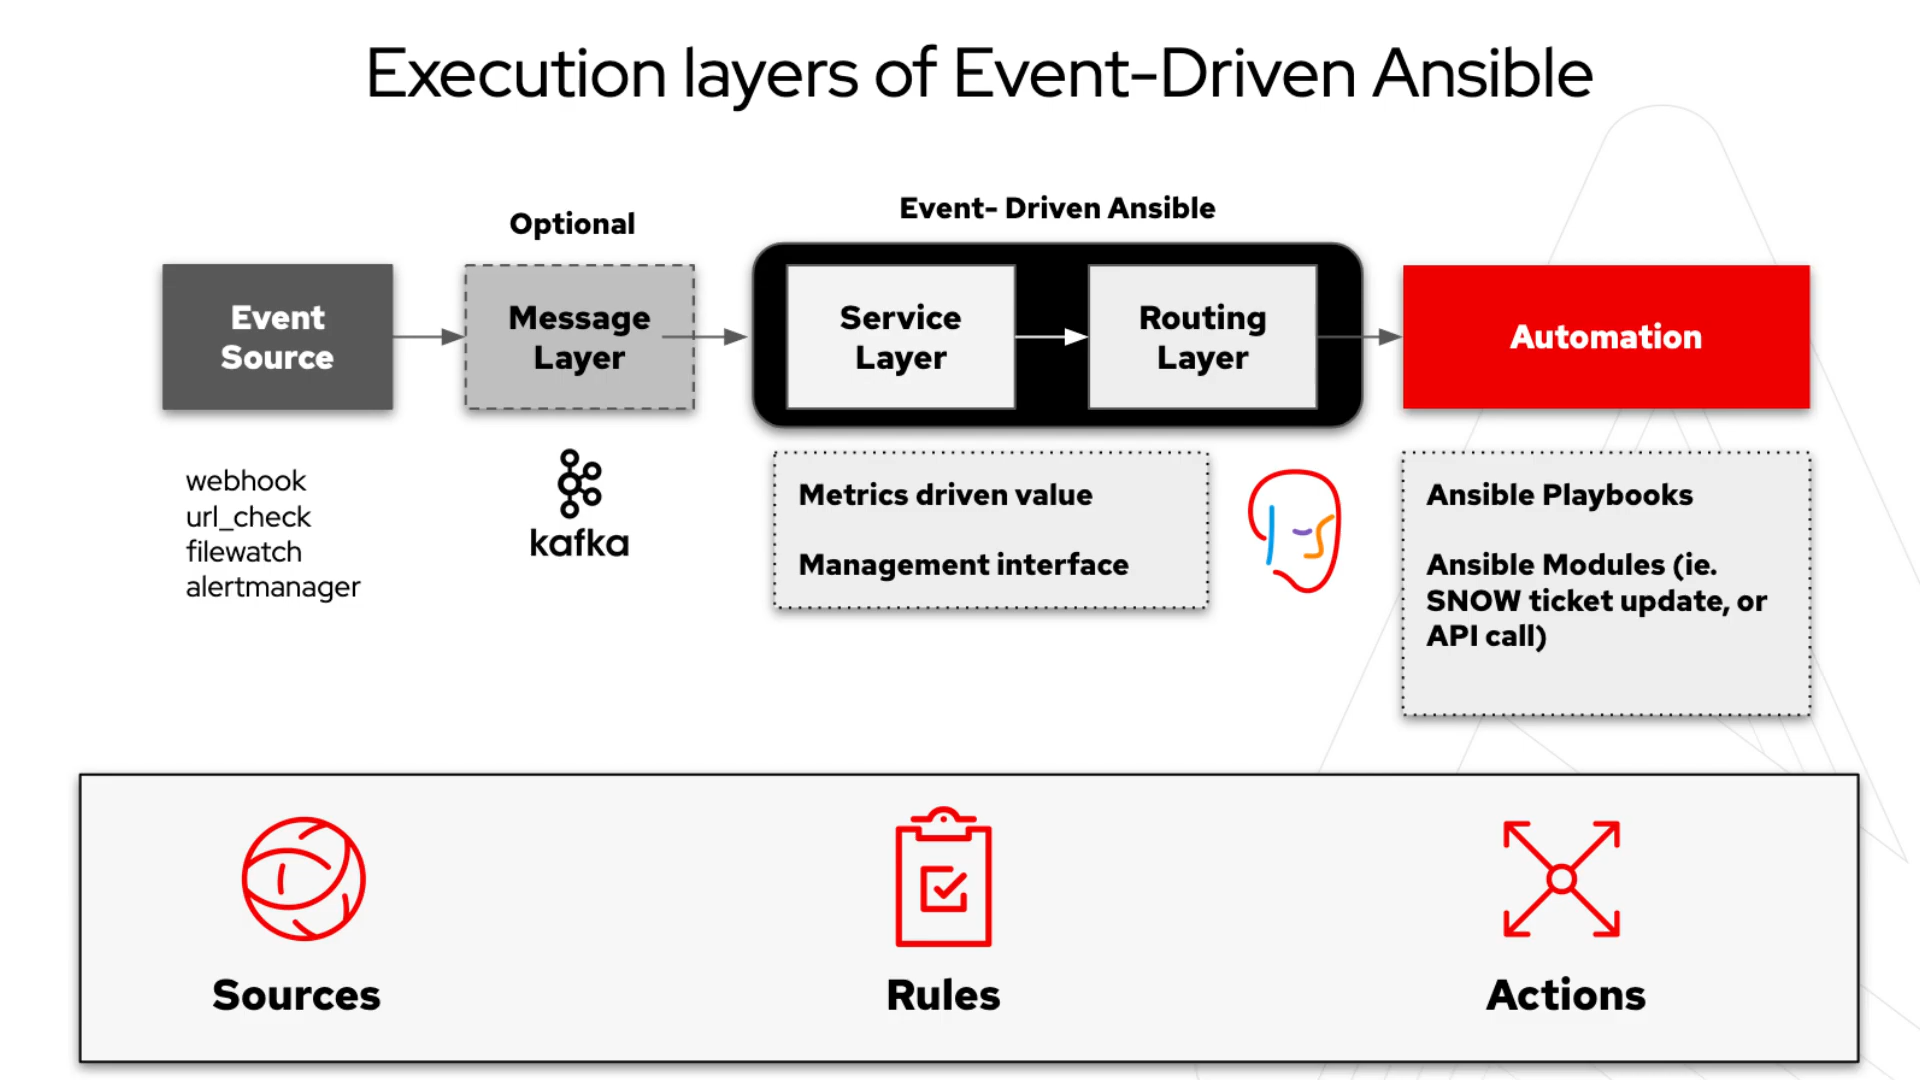 Execution layers of Event-Driven Ansible
Optional
Event- Driven Ansible
Event
Source
Message
Layer
Service
Layer
Routing
Layer
Automation
webhook
url_check
filewatch
alertmanager
kafka
Metrics driven value
Management interface
Ansible Playbooks
Ansible Modules (ie.
SNOW ticket update, or
API call)
Sources
Rules
Actions